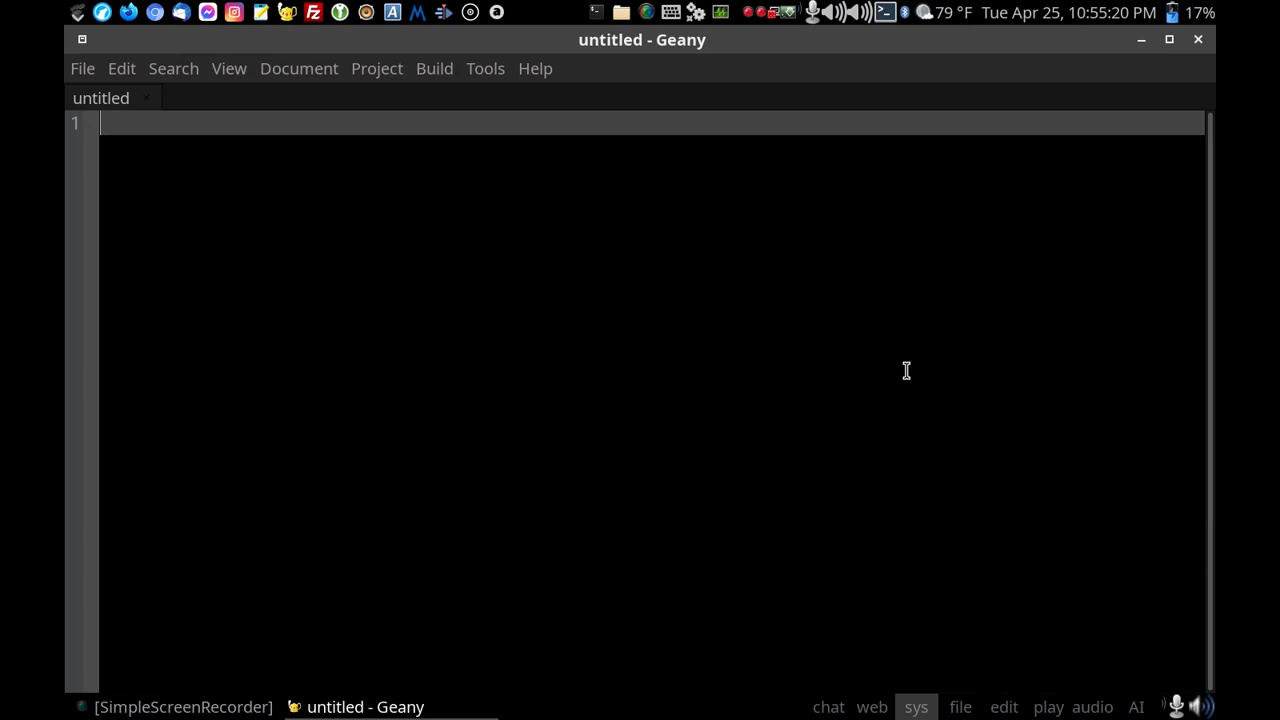 79 °F Tue Apr 25, 10:55:20 PM 17%
untitled - Geany
File Edit Search View Document Project Build Tools Help
untitled
1
[SimpleScreenRecorder] untitled - Geany chat web sys file edit play audio AI